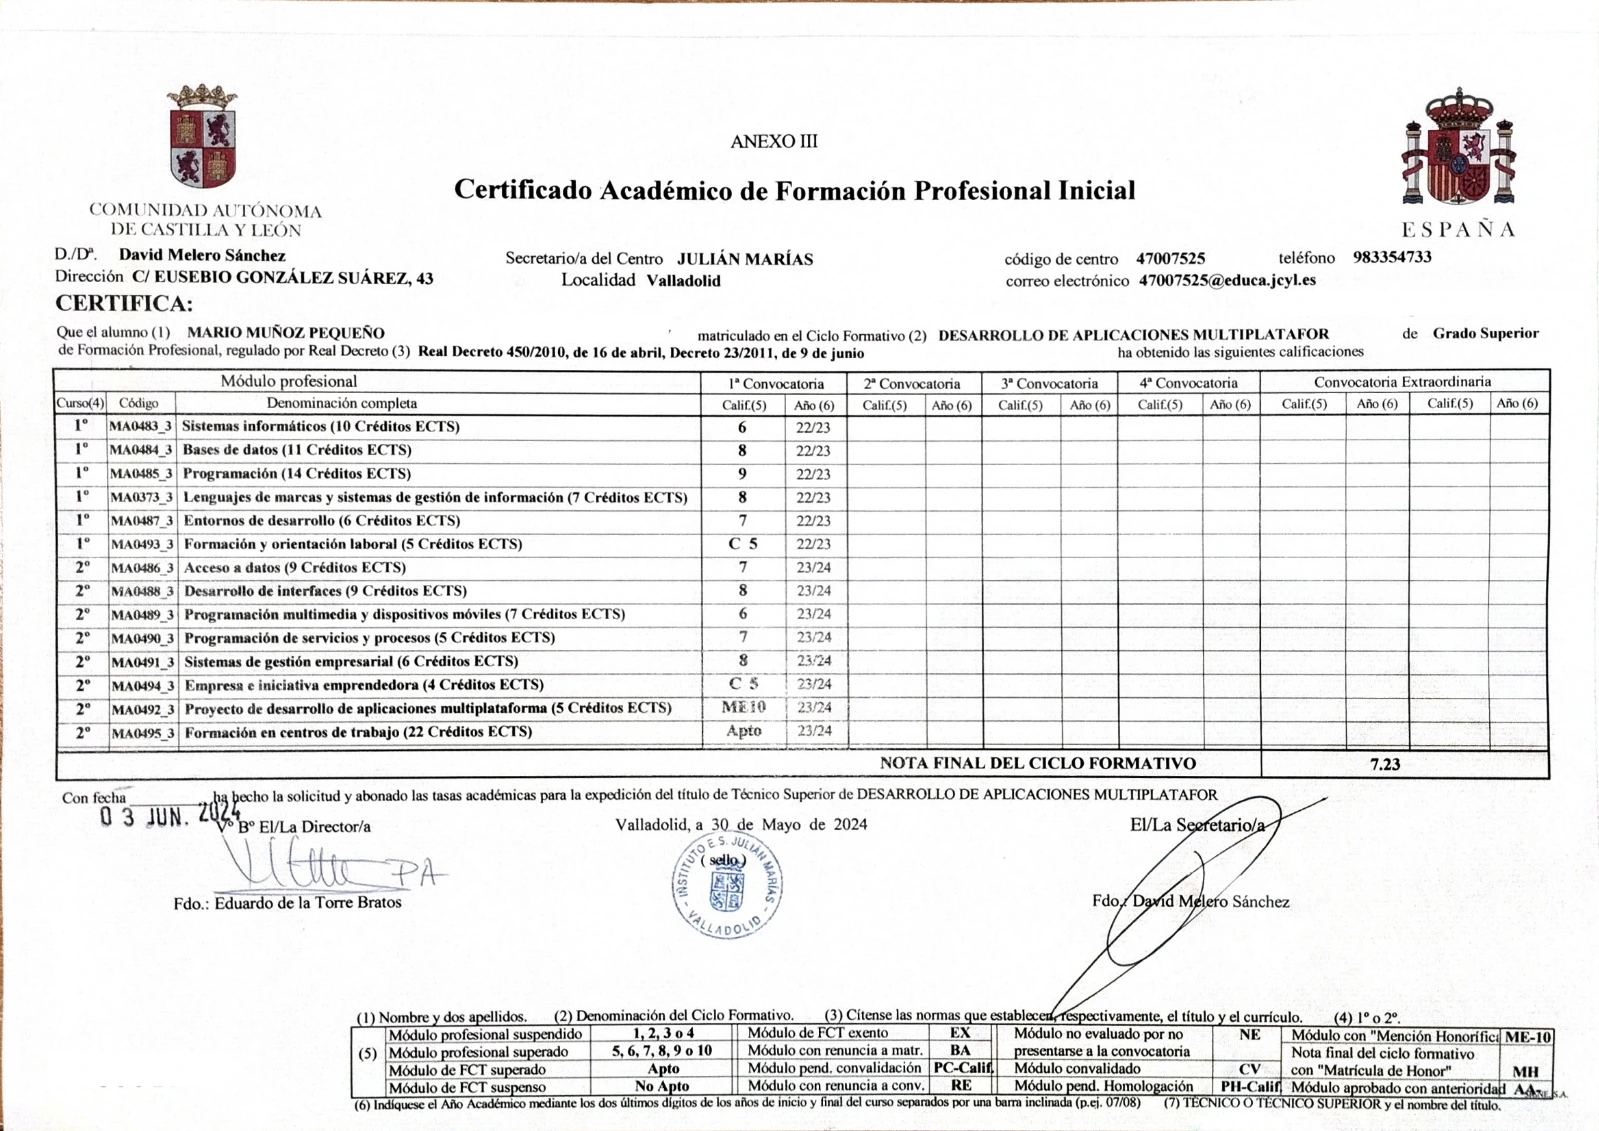 ANEXO III
Certificado Académico de Formación Profesional Inicial
COMUNIDAD AUTÓNOMA
DE CASTILLA Y LEÓN
ESPAÑA
D./Dª. David Melero Sánchez Secretario/a del Centro JULIÁN MARÍAS código de centro 47007525 teléfono 983354733
Dirección C/ EUSEBIO GONZÁLEZ SUÁREZ, 43 Localidad Valladolid correo electrónico 47007525@educa.jcyl.es
CERTIFICA:
Que el alumno (1) MARIO MUÑOZ PEQUEÑO matriculado en el Ciclo Formativo (2) DESARROLLO DE APLICACIONES MULTIPLATAFOR de Grado Superior
de Formación Profesional, regulado por Real Decreto (3) Real Decreto 450/2010, de 16 de abril, Decreto 23/2011, de 9 de junio ha obtenido las siguientes calificaciones
Módulo profesional 1ª Convocatoria 2ª Convocatoria 3ª Convocatoria 4ª Convocatoria Convocatoria Extraordinaria
Curso(4) Código Denominación completa Calif.(5) Año (6) Calif.(5) Año (6) Calif.(5) Año (6) Calif.(5) Año (6) Calif.(5) Año (6) Calif.(5) Año (6)
1º MA0483_3 Sistemas informáticos (10 Créditos ECTS) 6 22/23
1º MA0484_3 Bases de datos (11 Créditos ECTS) 8 22/23
1º MA0485_3 Programación (14 Créditos ECTS) 9 22/23
1º MA0373_3 Lenguajes de marcas y sistemas de gestión de información (7 Créditos ECTS) 8 22/23
1º MA0487_3 Entornos de desarrollo (6 Créditos ECTS) 7 22/23
1º MA0493_3 Formación y orientación laboral (5 Créditos ECTS) C 5 22/23
2º MA0486_3 Acceso a datos (9 Créditos ECTS) 7 23/24
2º MA0488_3 Desarrollo de interfaces (9 Créditos ECTS) 8 23/24
2º MA0489_3 Programación multimedia y dispositivos móviles (7 Créditos ECTS) 6 23/24
2º MA0490_3 Programación de servicios y procesos (5 Créditos ECTS) 7 23/24
2º MA0491_3 Sistemas de gestión empresarial (6 Créditos ECTS) 8 23/24
2º MA0494_3 Empresa e iniciativa emprendedora (4 Créditos ECTS) C 5 23/24
2º MA0492_3 Proyecto de desarrollo de aplicaciones multiplataforma (5 Créditos ECTS) ME10 23/24
2º MA0495_3 Formación en centros de trabajo (22 Créditos ECTS) Apto 23/24
NOTA FINAL DEL CICLO FORMATIVO 7.23
Con fecha ha hecho la solicitud y abonado las tasas académicas para la expedición del título de Técnico Superior de DESARROLLO DE APLICACIONES MULTIPLATAFOR
03 JUN. 2024
Vº Bº El/La Director/a Valladolid, a 30 de Mayo de 2024 El/La Secretario/a
( sello )
INSTITUTO E.S. JULIÁN MARÍAS - VALLADOLID -
PA
Fdo.: Eduardo de la Torre Bratos Fdo.: David Melero Sánchez
(1) Nombre y dos apellidos. (2) Denominación del Ciclo Formativo. (3) Cítense las normas que establecen, respectivamente, el título y el currículo. (4) 1º o 2º.
(5) Módulo profesional suspendido 1, 2, 3 o 4 Módulo de FCT exento EX Módulo no evaluado por no NE Módulo con "Mención Honorífica ME-10
Módulo profesional superado 5, 6, 7, 8, 9 o 10 Módulo con renuncia a matr. BA presentarse a la convocatoria Nota final del ciclo formativo
Módulo de FCT superado Apto Módulo pend. convalidación PC-Calif. Módulo convalidado CV con "Matrícula de Honor" MH
Módulo de FCT suspenso No Apto Módulo con renuncia a conv. RE Módulo pend. Homologación PH-Calif. Módulo aprobado con anterioridad AA-
(6) Indíquese el Año Académico mediante los dos últimos dígitos de los años de inicio y final del curso separados por una barra inclinada (p.ej. 07/08) (7) TÉCNICO O TÉCNICO SUPERIOR y el nombre del título.